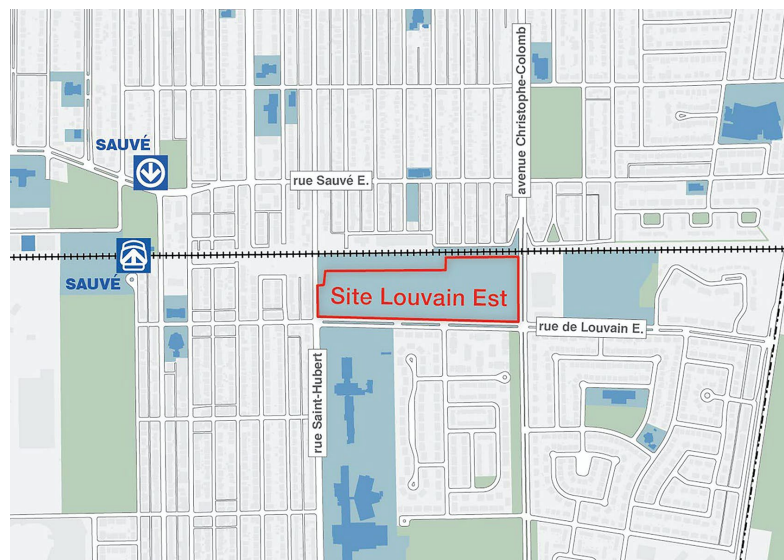 avenue Christophe-Colomb
SAUVÉ
rue Sauvé E.
SAUVÉ
Site Louvain Est
rue de Louvain E.
rue Saint-Hubert